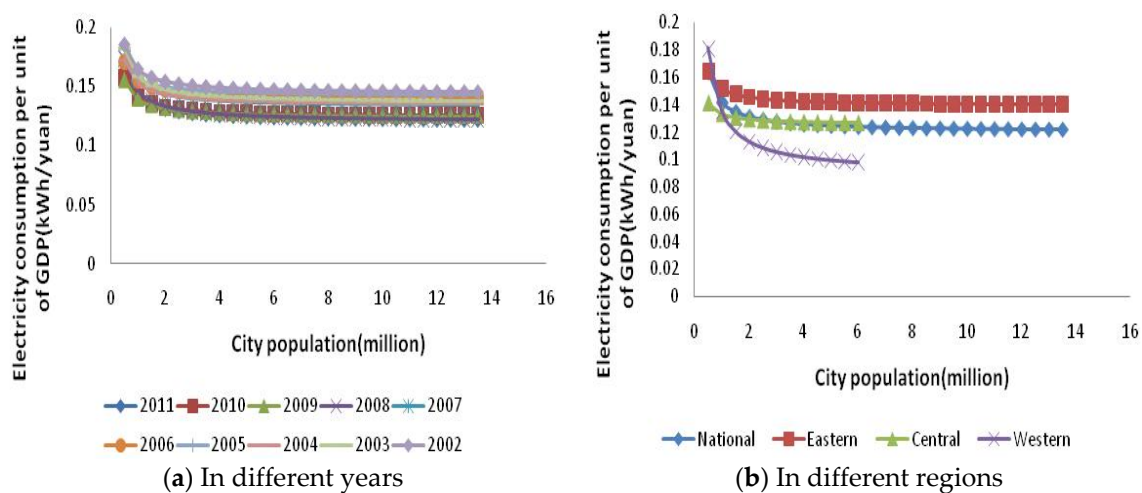 Electricity consumption per unit
of GDP(kWh/yuan)
0.2
0.15
0.1
0.05
0
0 2 4 6 8 10 12 14 16
City population(million)
2011 2010 2009 2008 2007
2006 2005 2004 2003 2002
(a) In different years
Electricity consumption per unit
of GDP(kWh/yuan)
0.2
0.18
0.16
0.14
0.12
0.1
0.08
0.06
0.04
0.02
0
0 2 4 6 8 10 12 14 16
City population(million)
National Eastern Central Western
(b) In different regions